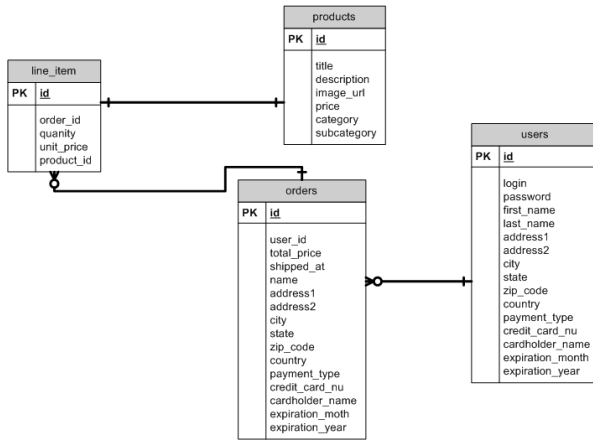 products
PK id
title
description
image_url
price
category
subcategory
line_item
PK id
order_id
quanity
unit_price
product_id
orders
PK id
user_id
total_price
shipped_at
name
address1
address2
city
state
zip_code
country
payment_type
credit_card_nu
cardholder_name
expiration_moth
expiration_year
users
PK id
login
password
first_name
last_name
address1
address2
city
state
zip_code
country
payment_type
credit_card_nu
cardholder_name
expiration_month
expiration_year